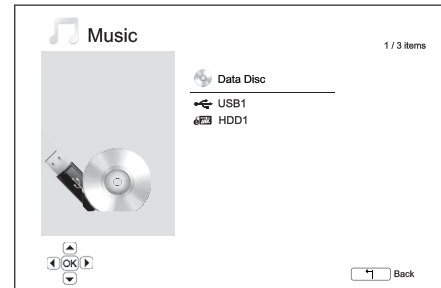 Music
1 / 3 items
Data Disc
USB1
HDD1
OK
Back